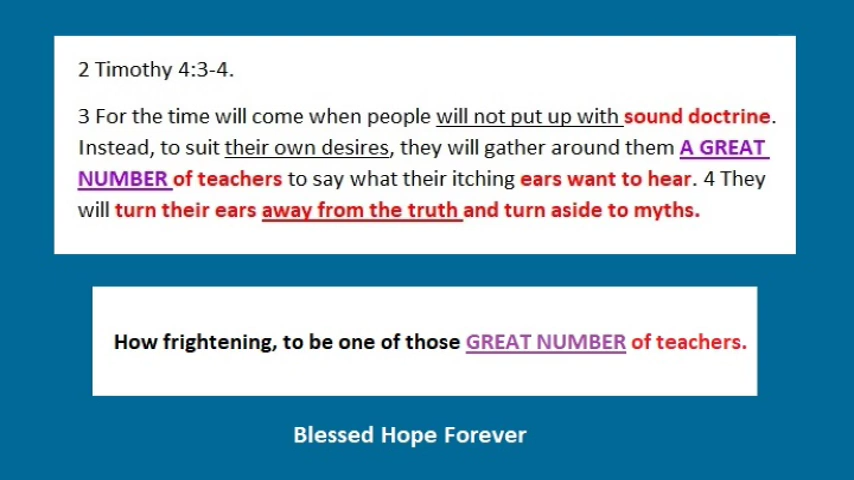 2 Timothy 4:3-4.
3 For the time will come when people will not put up with sound doctrine.
Instead, to suit their own desires, they will gather around them A GREAT
NUMBER of teachers to say what their itching ears want to hear. 4 They
will turn their ears away from the truth and turn aside to myths.
How frightening, to be one of those GREAT NUMBER of teachers.
Blessed Hope Forever